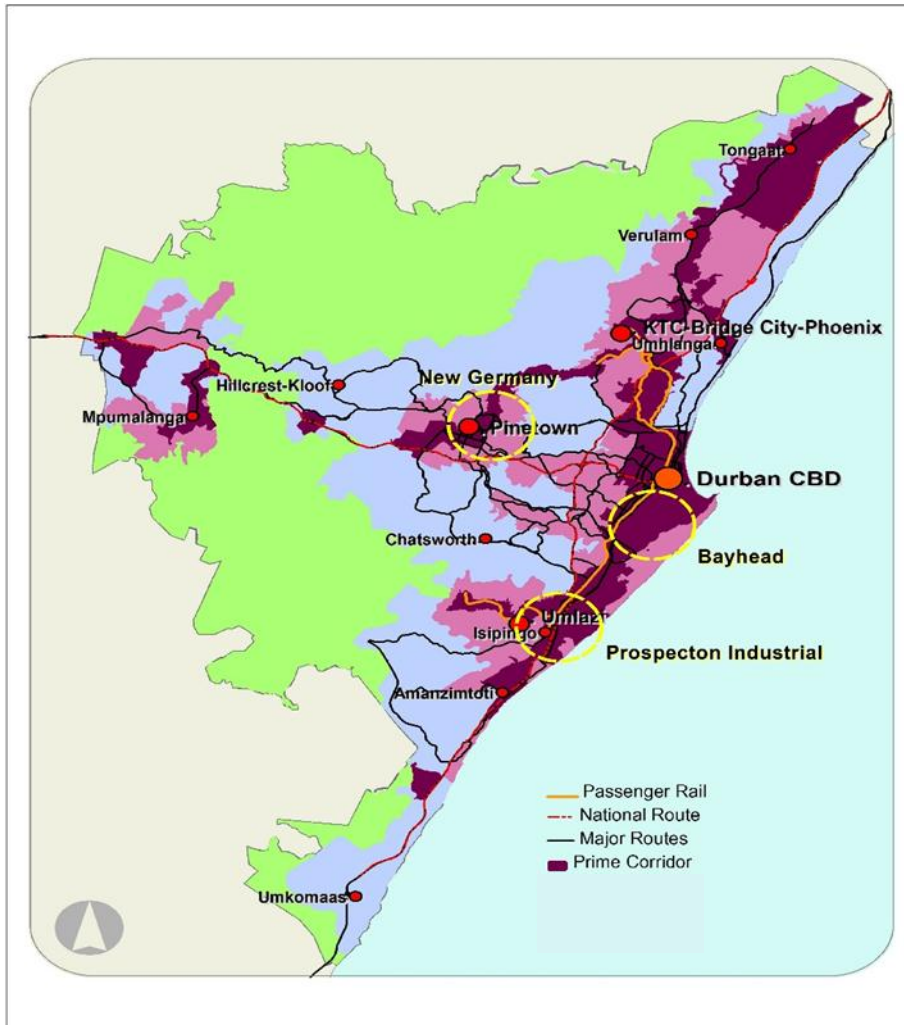 Tongaat
Verulam
KTC-Bridge City-Phoenix
Umhlanga
Hillcrest-Kloof
New Germany
Mpumalanga
Pinetown
Durban CBD
Chatsworth
Bayhead
Umlazi
Isipingo
Prospecton Industrial
Amanzimtoti
Passenger Rail
National Route
Major Routes
Prime Corridor
Umkomaas